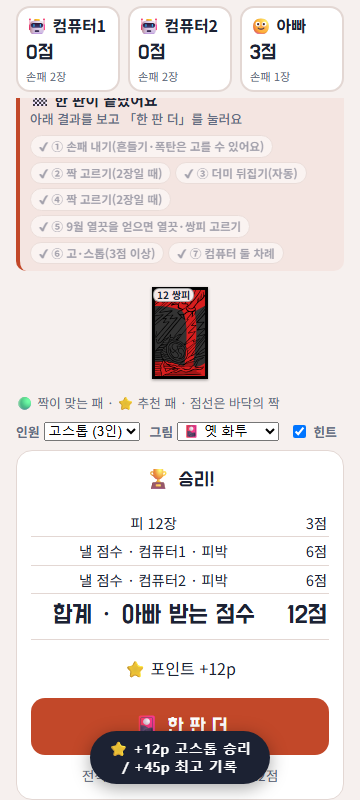 컴퓨터1
0점
손패 2장
컴퓨터2
0점
손패 2장
아빠
3점
손패 1장
한 판이 끝났어요
아래 결과를 보고 「한 판 더」를 눌러요
✓ ① 손패 내기(흔들기·폭탄은 고를 수 있어요)
✓ ② 짝 고르기(2장일 때) ✓ ③ 더미 뒤집기(자동)
✓ ④ 짝 고르기(2장일 때)
✓ ⑤ 9월 열끗을 얻으면 열끗·쌍피 고르기
✓ ⑥ 고·스톱(3점 이상) ✓ ⑦ 컴퓨터 둘 차례
12 쌍피
짝이 맞는 패 · ⭐ 추천 패 · 점선은 바닥의 짝
인원 고스톱 (3인) 그림 🎴 옛 화투 힌트
🏆 승리!
피 12장 3점
낼 점수 · 컴퓨터1 · 피박 6점
낼 점수 · 컴퓨터2 · 피박 6점
합계 · 아빠 받는 점수 12점
⭐ 포인트 +12p
🎴 한 판 더
⭐ +12p 고스톱 승리
/ +45p 최고 기록